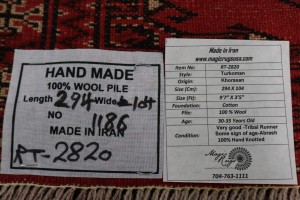 HAND MADE
100% WOOL PILE
Length 294 Wide 104
NO 1186
MADE IN IRAN
RT-2820
Made in Iran
www.magicrugsusa.com
Item No: RT-2820
Style: Turkoman
Origin: Khorasan
Size (Cm): 294 X 104
Size (Ft): 9'7" X 3'5"
Foundation: Cotton
Pile: 100 % Wool
Age: 30-35 Years Old
Condition: Very good -Tribal Runner
Some sign of age-Abrash
100% Hand Knotted
Magic Rugs
704-763-1111